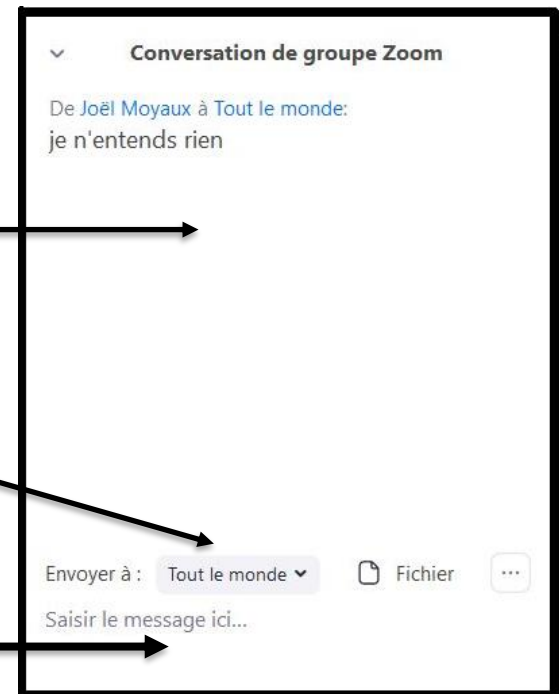 Conversation de groupe Zoom
De Joël Moyaux à Tout le monde:
je n'entends rien
Envoyer à : Tout le monde Fichier ...
Saisir le message ici...